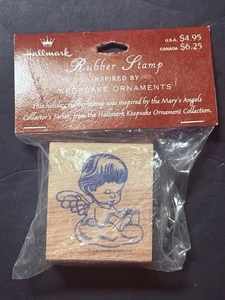 Hallmark
U.S.A. $4.95
CANADA $6.25
Rubber Stamp
INSPIRED BY
KEEPSAKE ORNAMENTS
This holiday rubber stamp was inspired by the Mary's Angels
Collector's Series, from the Hallmark Keepsake Ornament Collection.